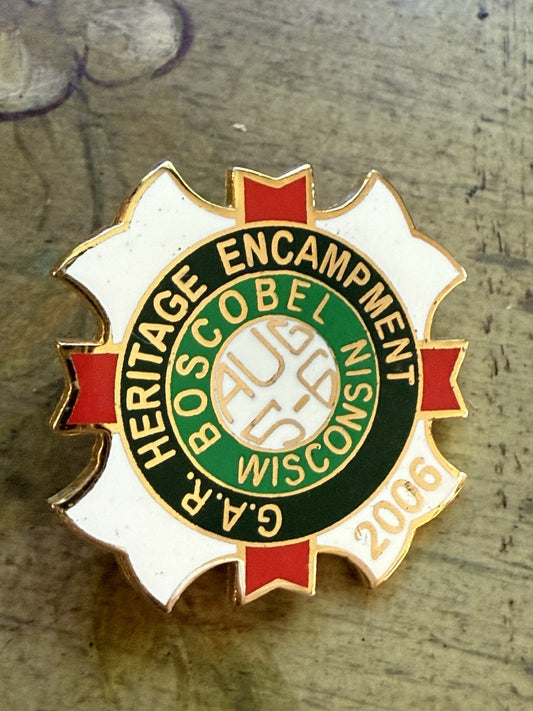 G.A.R. HERITAGE ENCAMPMENT
BOSCOBEL
WISCONSIN
AUG
5-6
2006